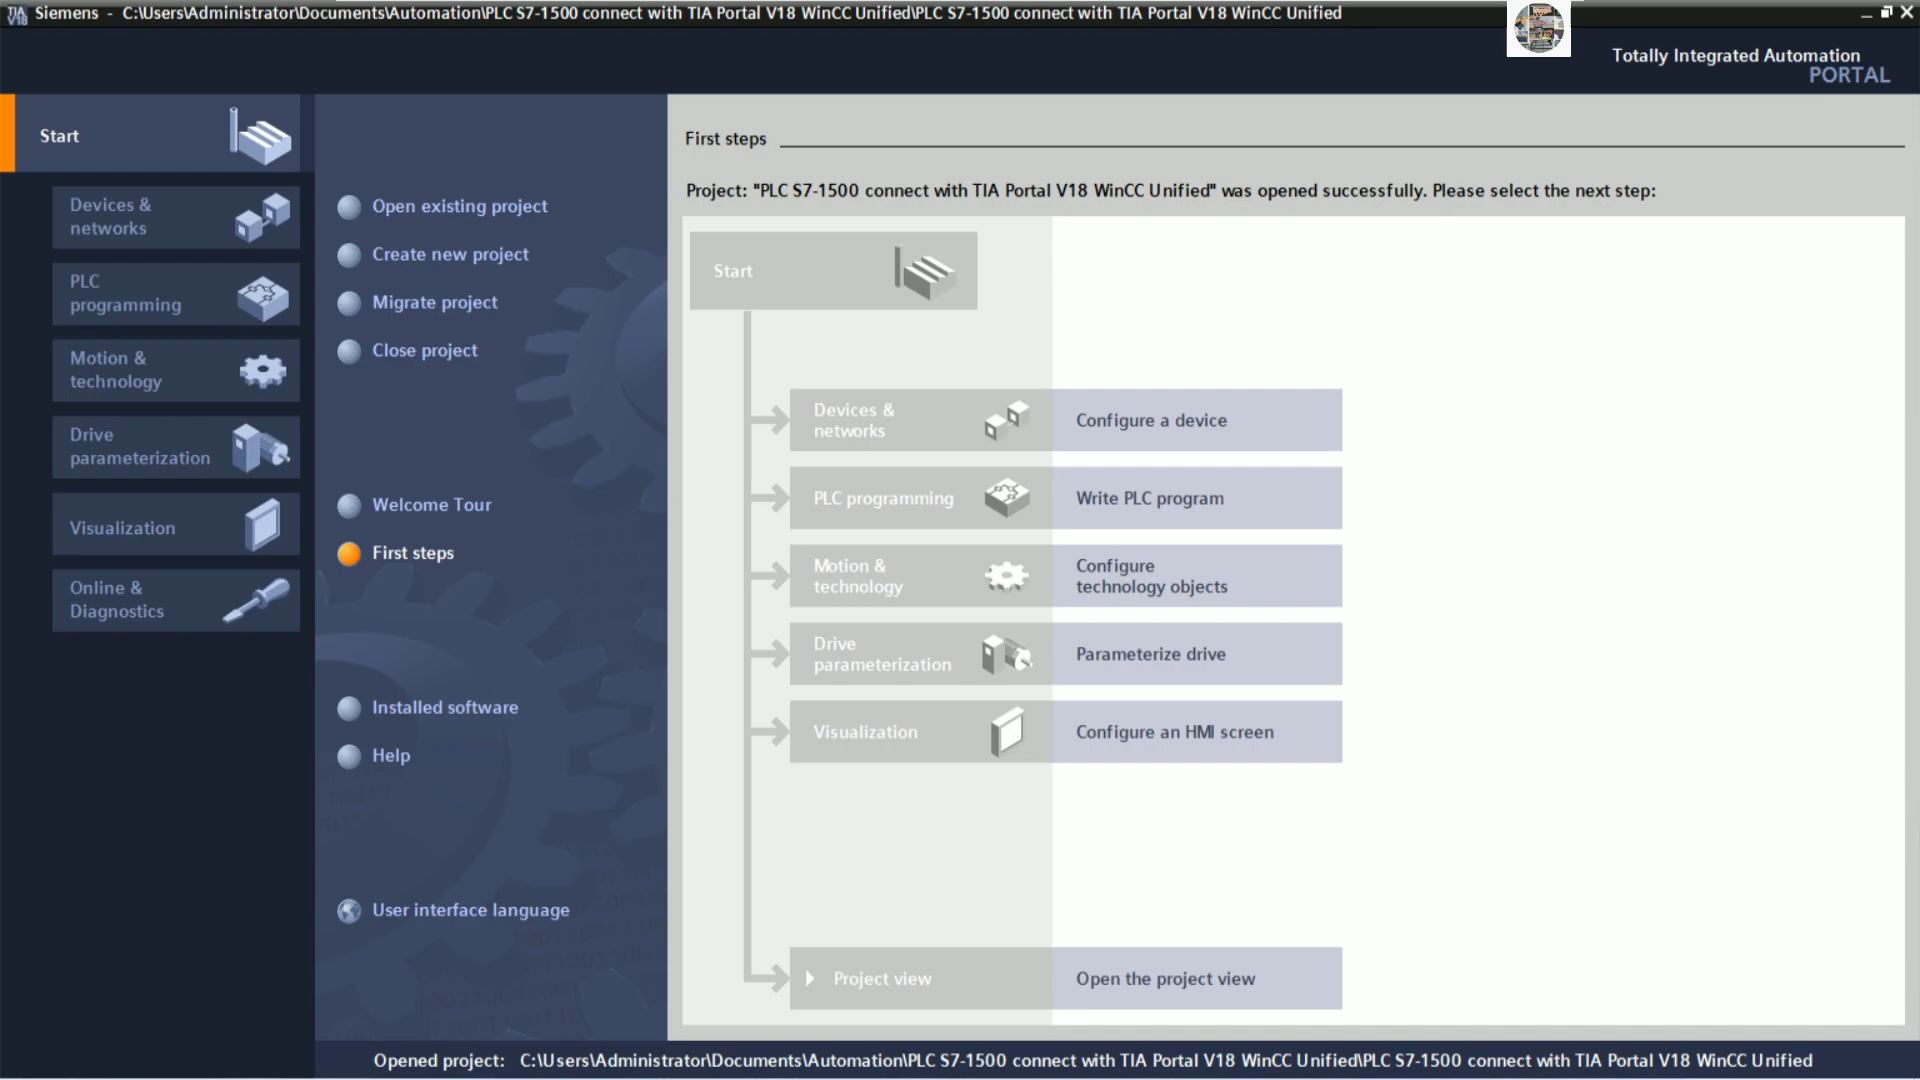 Siemens - C:\Users\Administrator\Documents\Automation\PLC S7-1500 connect with TIA Portal V18 WinCC Unified\PLC S7-1500 connect with TIA Portal V18 WinCC Unified
TIA
V18
Totally Integrated Automation
PORTAL
Start
Devices &
networks
PLC
programming
Motion &
technology
Drive
parameterization
Visualization
Online &
Diagnostics
Open existing project
Create new project
Migrate project
Close project
Welcome Tour
First steps
Installed software
Help
User interface language
First steps
Project: "PLC S7-1500 connect with TIA Portal V18 WinCC Unified" was opened successfully. Please select the next step:
Start
Devices &
networks
Configure a device
PLC programming
Write PLC program
Motion &
technology
Configure
technology objects
Drive
parameterization
Parameterize drive
Visualization
Configure an HMI screen
Project view
Open the project view
Opened project: C:\Users\Administrator\Documents\Automation\PLC S7-1500 connect with TIA Portal V18 WinCC Unified\PLC S7-1500 connect with TIA Portal V18 WinCC Unified